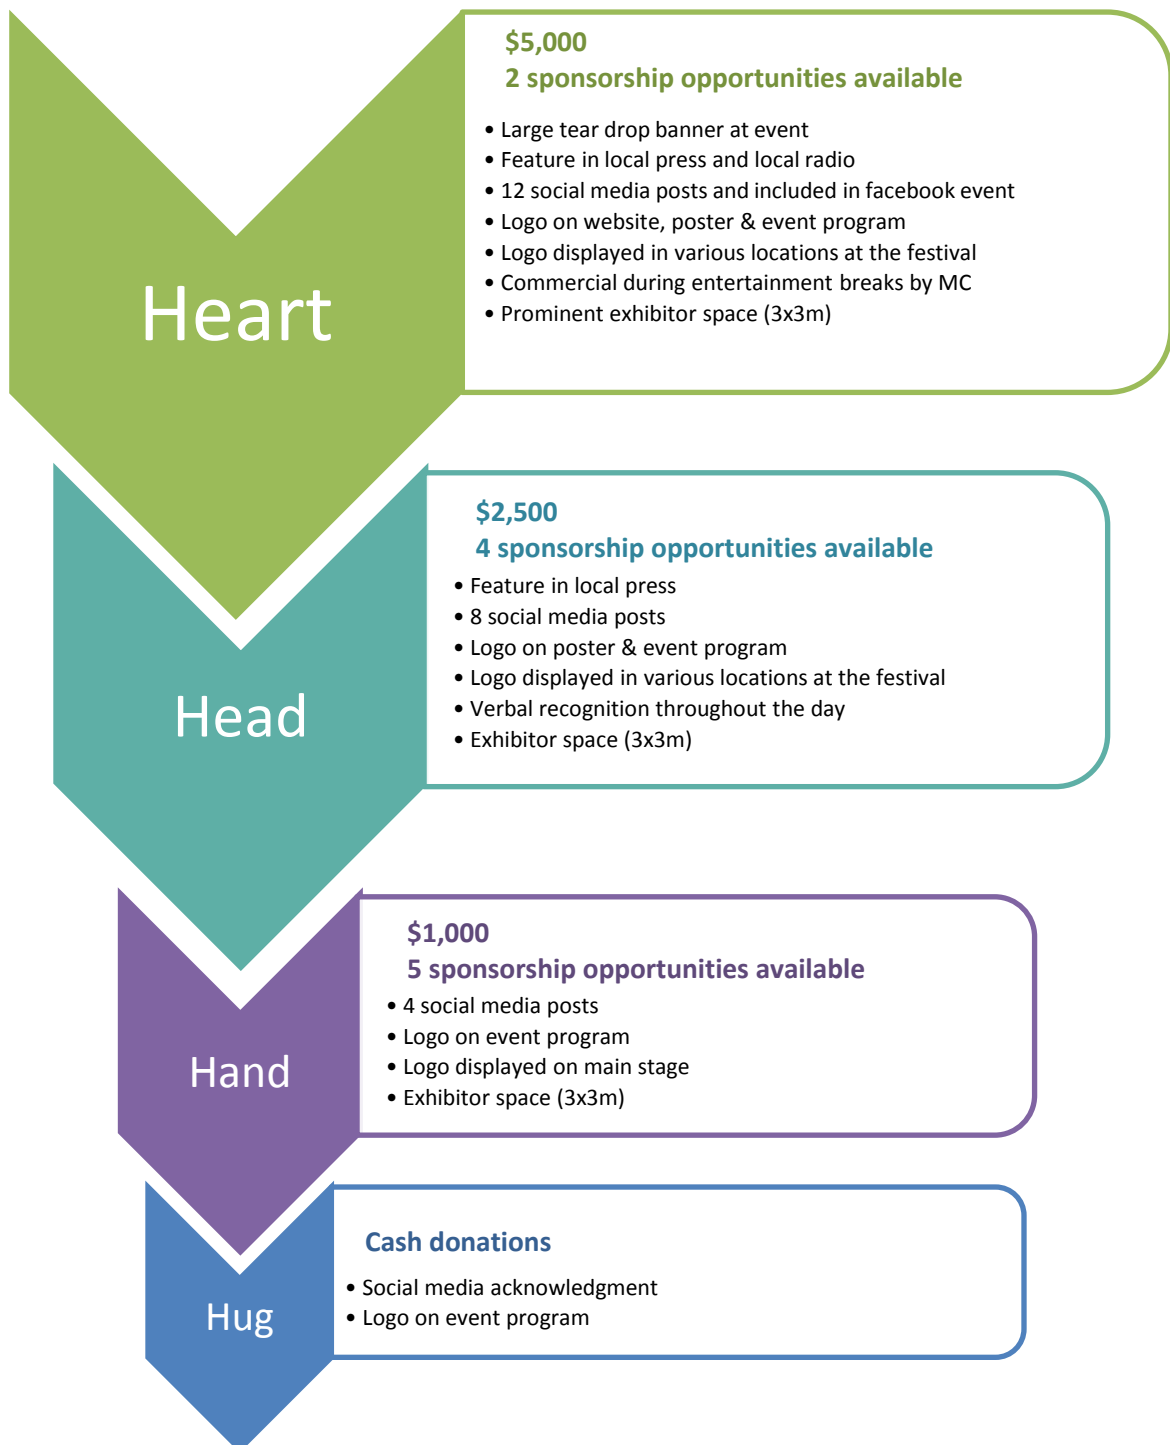 Heart
$5,000
2 sponsorship opportunities available
• Large tear drop banner at event
• Feature in local press and local radio
• 12 social media posts and included in facebook event
• Logo on website, poster & event program
• Logo displayed in various locations at the festival
• Commercial during entertainment breaks by MC
• Prominent exhibitor space (3x3m)
Head
$2,500
4 sponsorship opportunities available
• Feature in local press
• 8 social media posts
• Logo on poster & event program
• Logo displayed in various locations at the festival
• Verbal recognition throughout the day
• Exhibitor space (3x3m)
Hand
$1,000
5 sponsorship opportunities available
• 4 social media posts
• Logo on event program
• Logo displayed on main stage
• Exhibitor space (3x3m)
Hug
Cash donations
• Social media acknowledgment
• Logo on event program